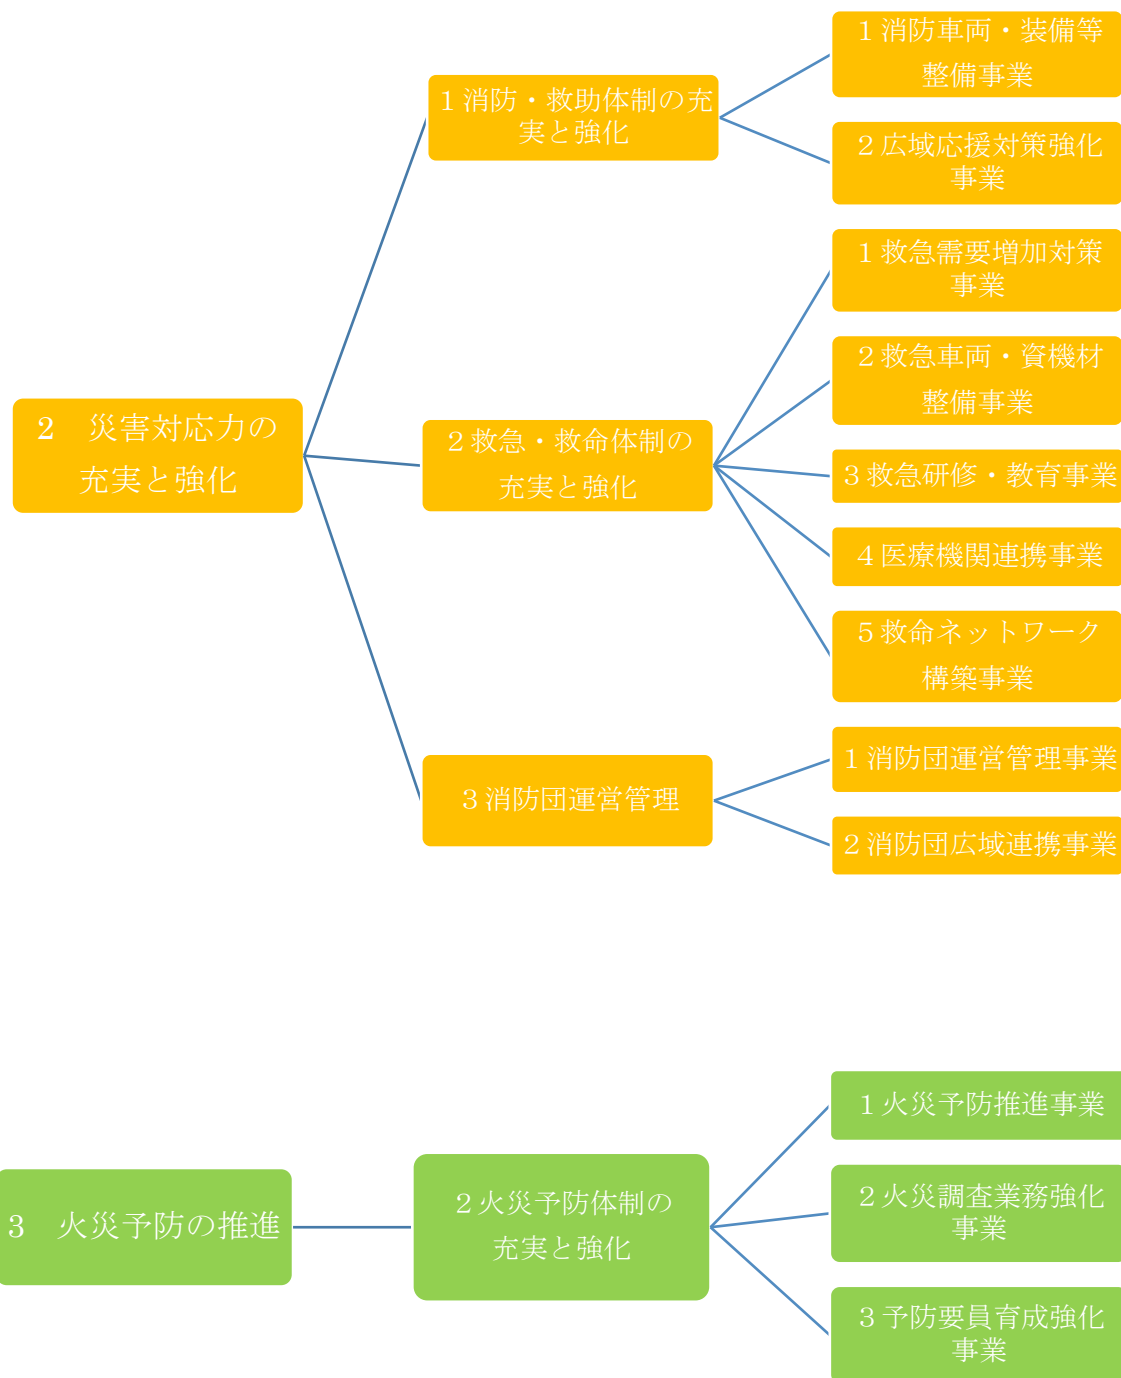 2　災害対応力の
充実と強化
１消防・救助体制の充
実と強化
１消防車両・装備等
整備事業
２広域応援対策強化
事業
２救急・救命体制の
充実と強化
１救急需要増加対策
事業
２救急車両・資機材
整備事業
３救急研修・教育事業
４医療機関連携事業
５救命ネットワーク
構築事業
３消防団運営管理
１消防団運営管理事業
２消防団広域連携事業
3　火災予防の推進
２火災予防体制の
充実と強化
１火災予防推進事業
２火災調査業務強化
事業
３予防要員育成強化
事業